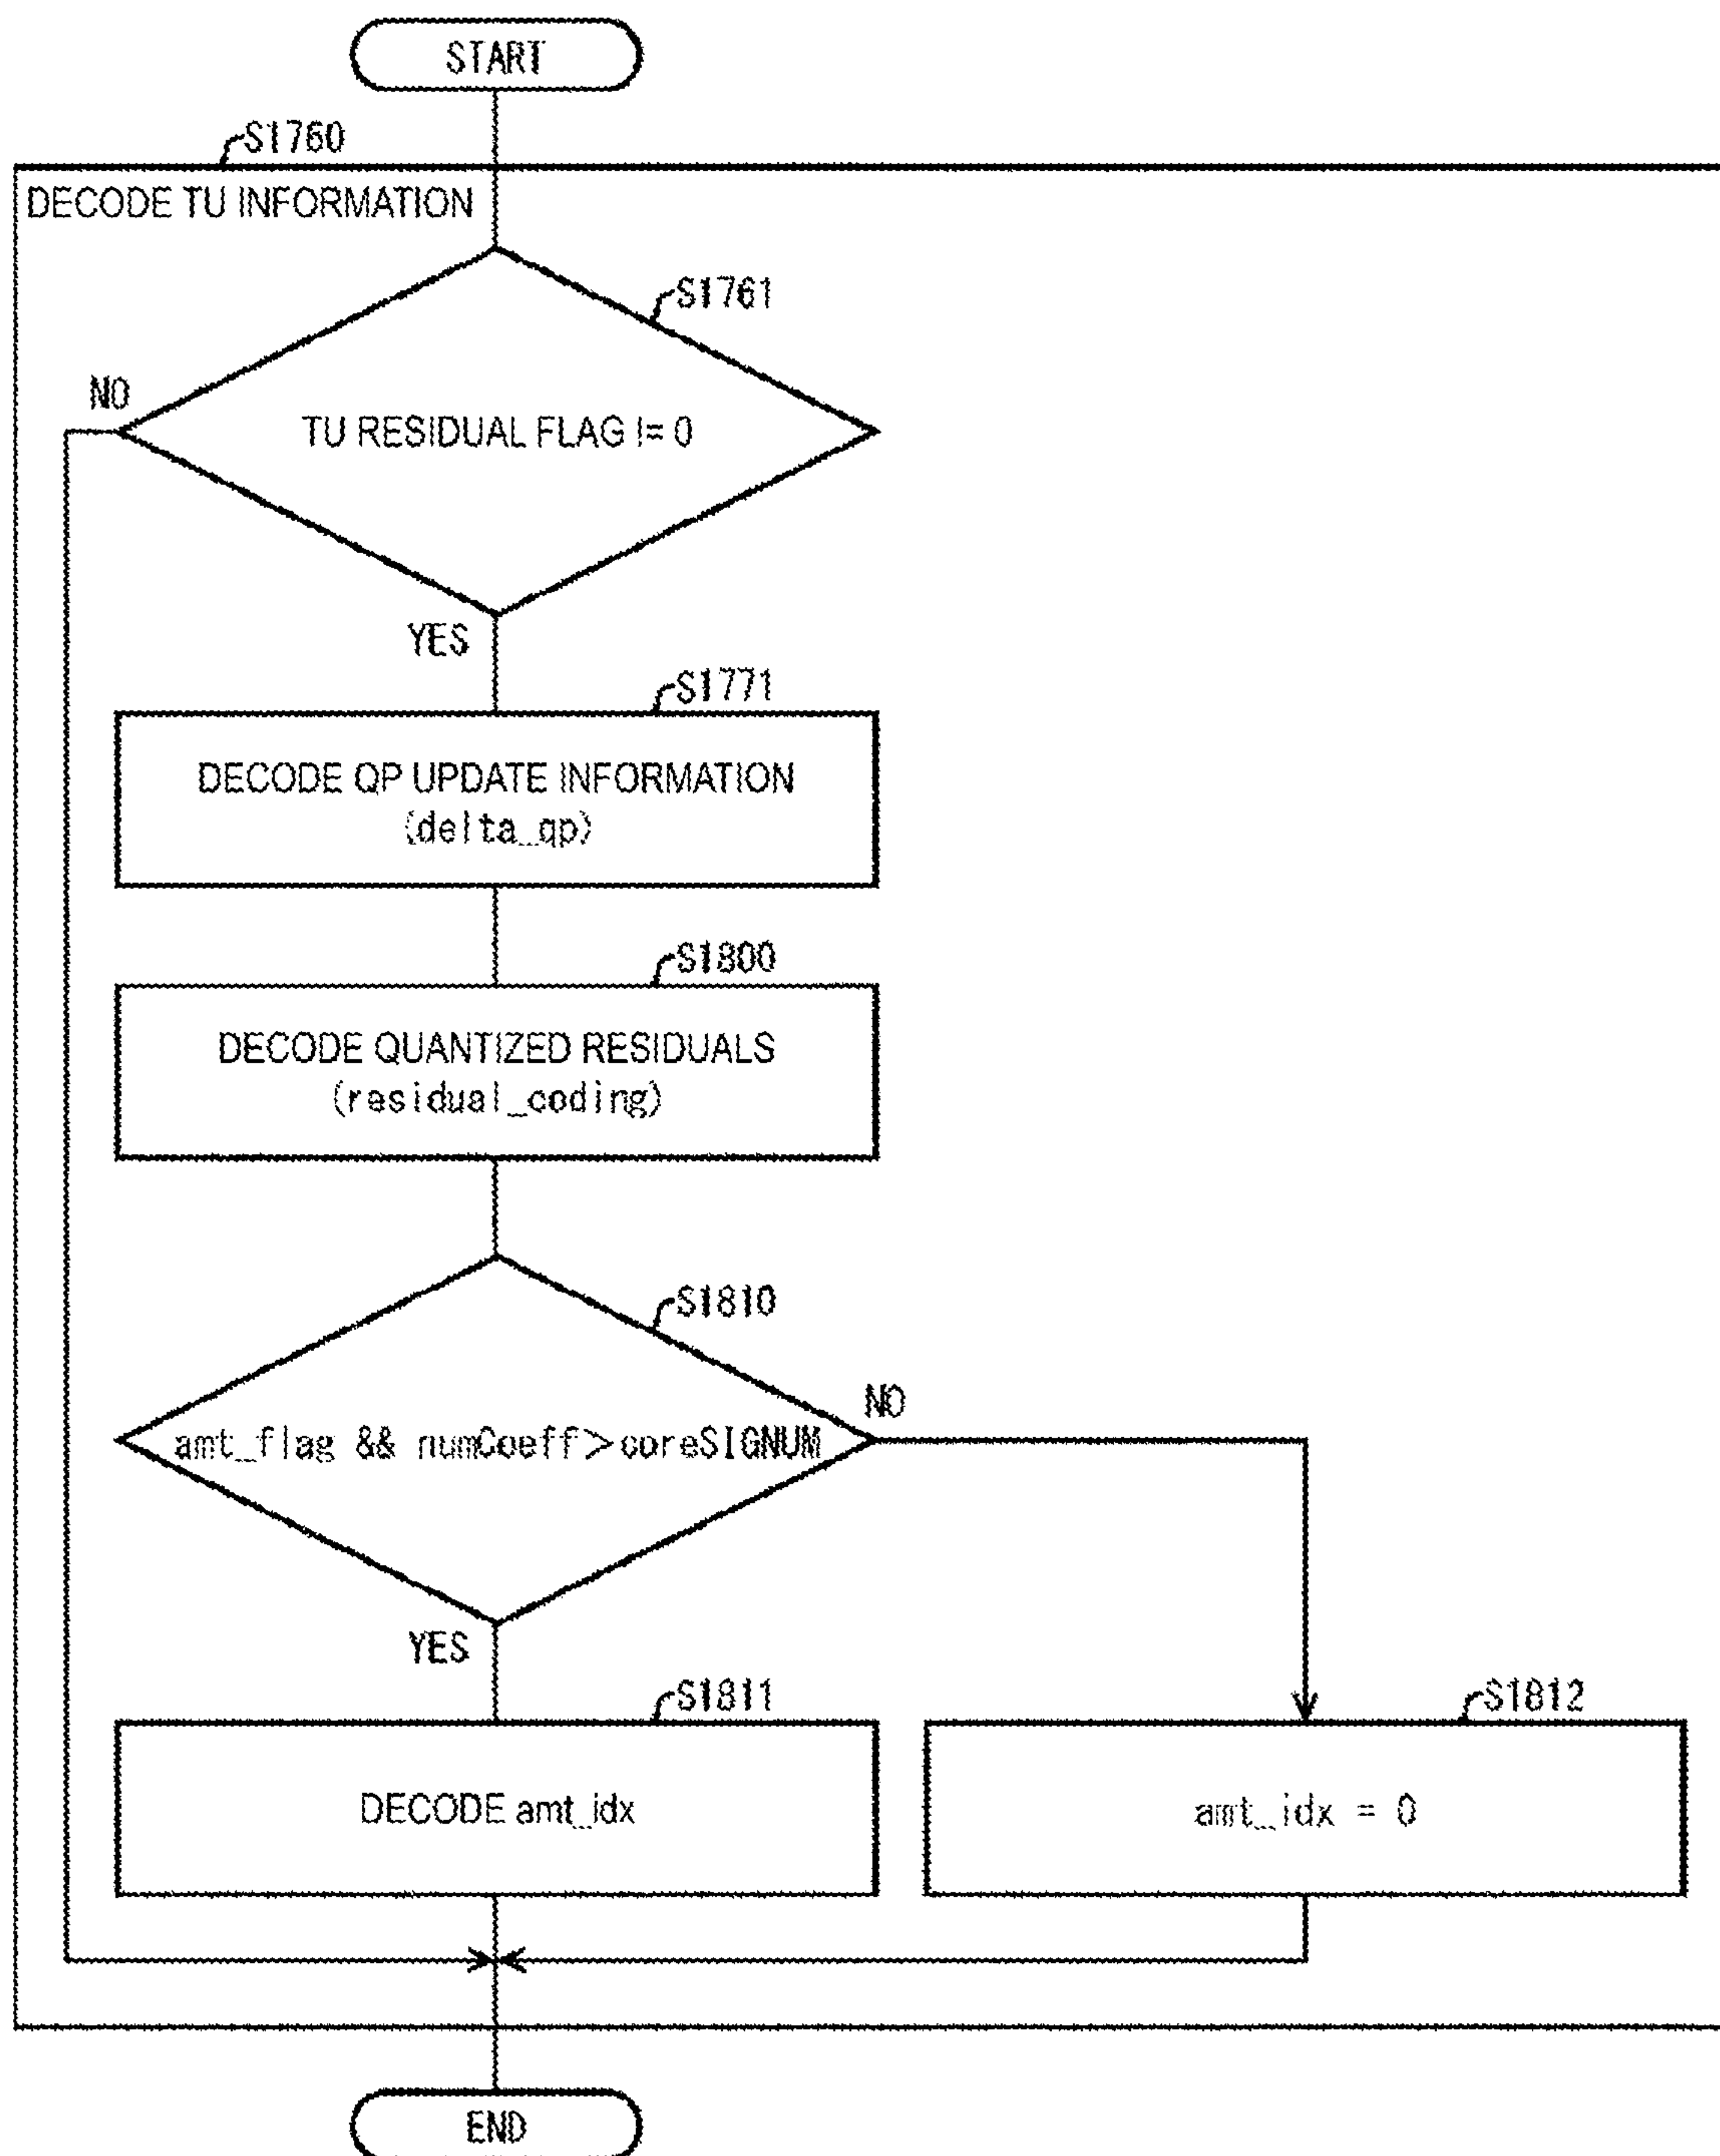 START
S1760
DECODE TU INFORMATION
S1761
NO
TU RESIDUAL FLAG != 0
YES
S1771
DECODE QP UPDATE INFORMATION
(delta_qp)
S1800
DECODE QUANTIZED RESIDUALS
(residual_coding)
S1810
NO
amt_flag && numCoeff>coreSIGNUM
YES
S1811
S1812
DECODE amt_idx
amt_idx = 0
END